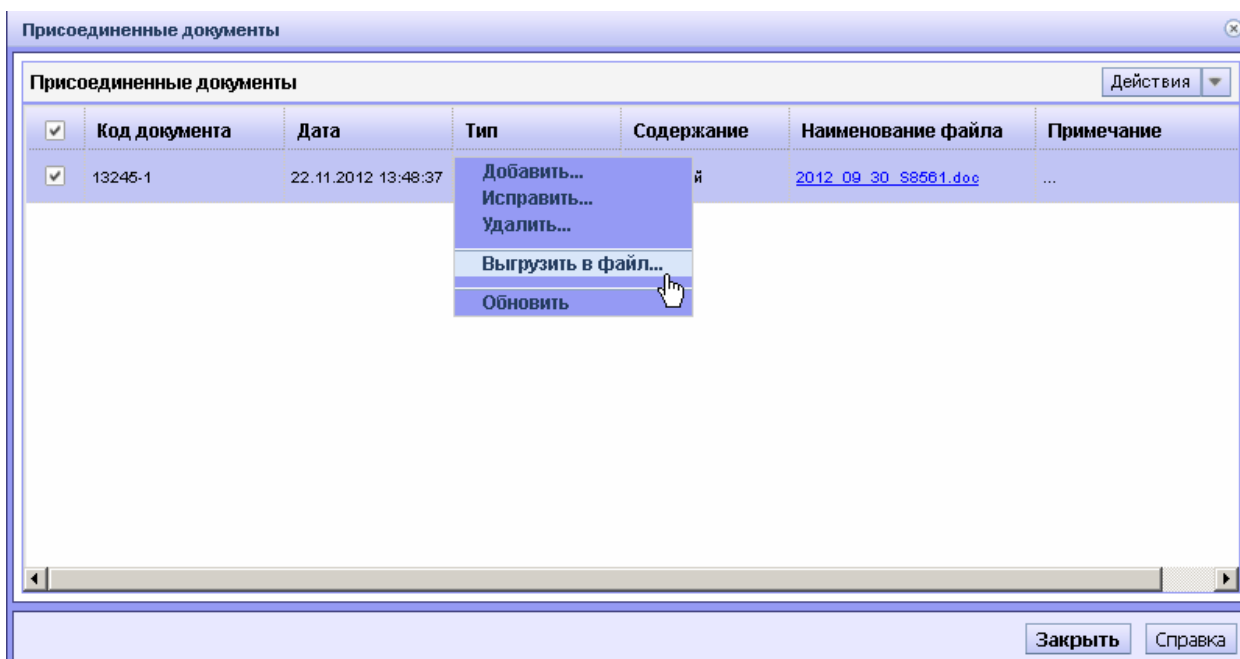 Присоединенные документы
Присоединенные документы
Действия
Код документа Дата Тип Содержание Наименование файла Примечание
13245-1 22.11.2012 13:48:37 й 2012_09_30_S8561.doc ...
Добавить...
Исправить...
Удалить...
Выгрузить в файл...
Обновить
Закрыть Справка